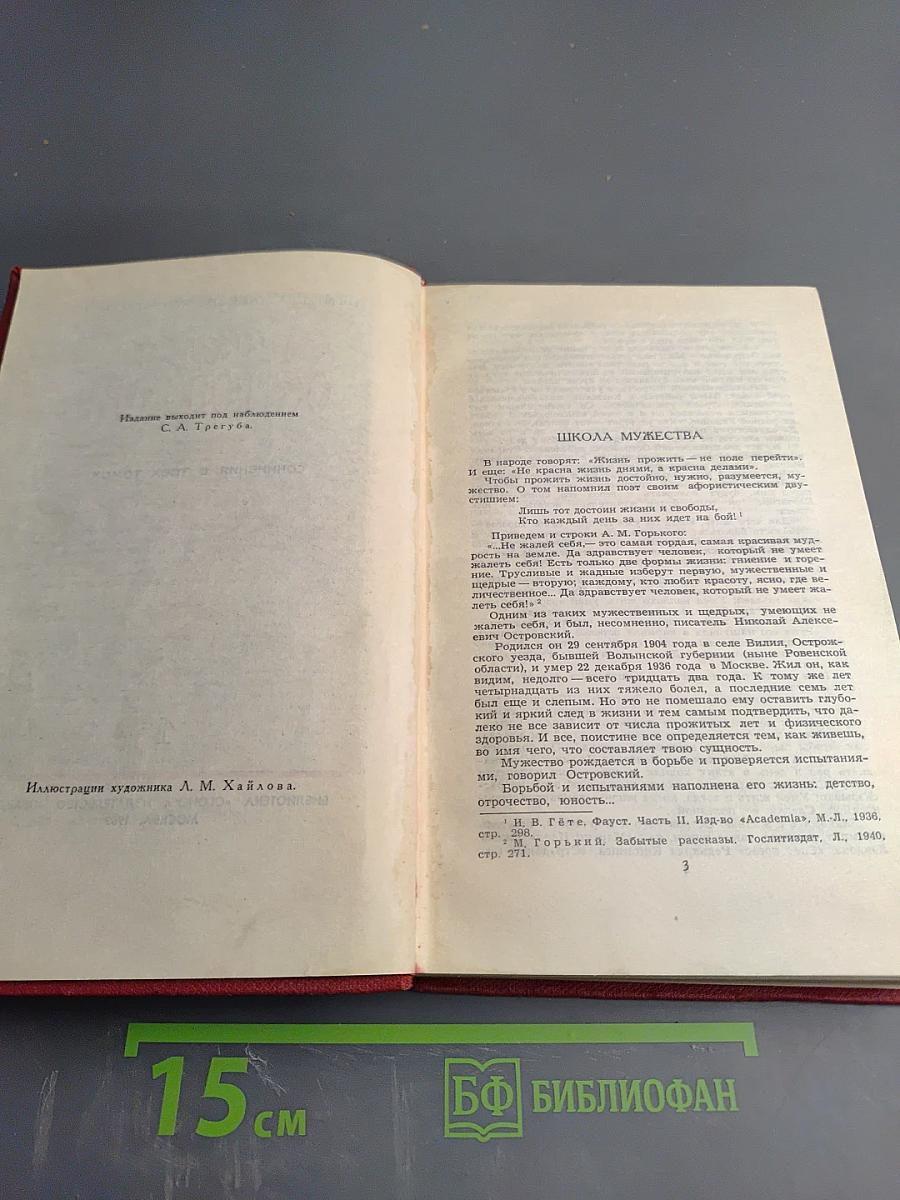 Издание выходит под наблюдением
С. А. Трегуба.
Иллюстрации художника Л. М. Хайлова.
ШКОЛА МУЖЕСТВА
В народе говорят: «Жизнь прожить — не поле перейти».
И еще: «Не красна жизнь днями, а красна делами».
Чтобы прожить жизнь достойно, нужно, разумеется, му-
жество. О том напомнил поэт своим афористическим дву-
стишием:
Лишь тот достоин жизни и свободы,
Кто каждый день за них идет на бой! ¹
Приведем и строки А. М. Горького:
«...Не жалей себя,— это самая гордая, самая красивая муд-
рость на земле. Да здравствует человек, который не умеет
жалеть себя! Есть только две формы жизни: гниение и горе-
ние. Трусливые и жадные изберут первую, мужественные и
щедрые — вторую; каждому, кто любит красоту, ясно, где ве-
личественное... Да здравствует человек, который не умеет жа-
леть себя!» ²
Одним из таких мужественных и щедрых, умеющих не
жалеть себя, и был, несомненно, писатель Николай Алексе-
евич Островский.
Родился он 29 сентября 1904 года в селе Вилия, Острож-
ского уезда, бывшей Волынской губернии (ныне Ровенской
области), и умер 22 декабря 1936 года в Москве. Жил он, как
видим, недолго — всего тридцать два года. К тому же лет
четырнадцать из них тяжело болел, а последние семь лет
был еще и слепым. Но это не помешало ему оставить глубо-
кий и яркий след в жизни и тем самым подтвердить, что да-
леко не все зависит от числа прожитых лет и физического
здоровья. И все, поистине все определяется тем, как живешь,
во имя чего, что составляет твою сущность.
Мужество рождается в борьбе и проверяется испытания-
ми, говорил Островский.
Борьбой и испытаниями наполнена его жизнь: детство,
отрочество, юность...
¹ И. В. Гёте. Фауст. Часть II. Изд-во «Academia», М.-Л., 1936,
стр. 298.
² М. Горький. Забытые рассказы. Гослитиздат, Л., 1940,
стр. 271.
3
15 см
БФ БИБЛИОФАН